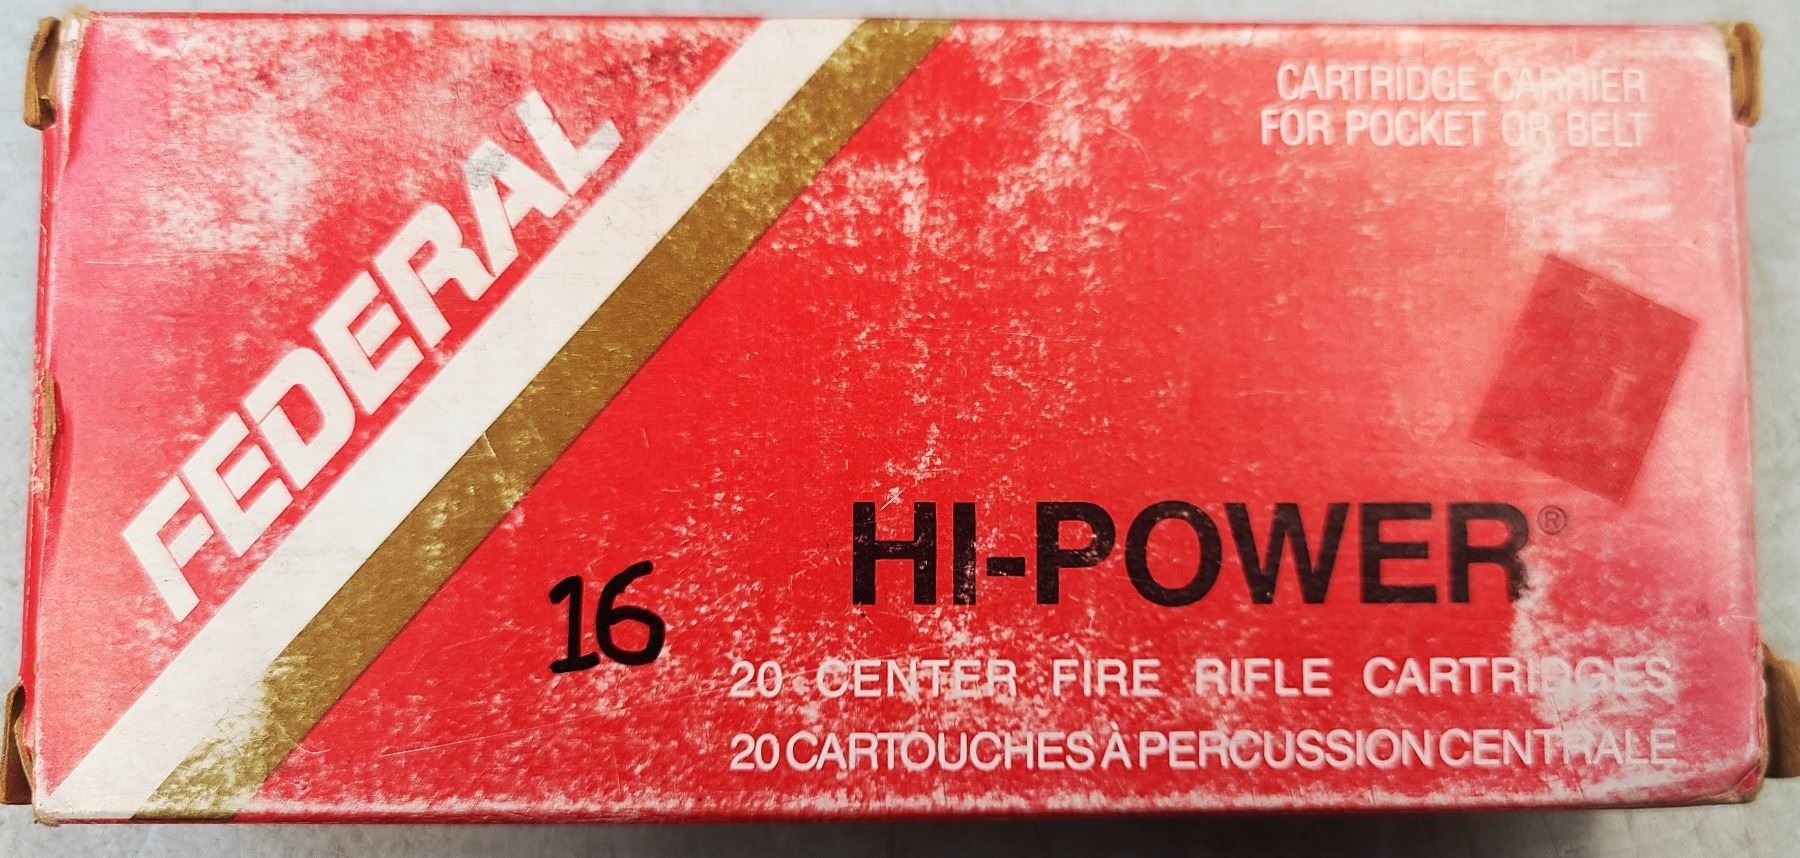 FEDERAL
CARTRIDGE CARRIER
FOR POCKET OR BELT
HI-POWER®
16
20 CENTER FIRE RIFLE CARTRIDGES
20 CARTOUCHES À PERCUSSION CENTRALE